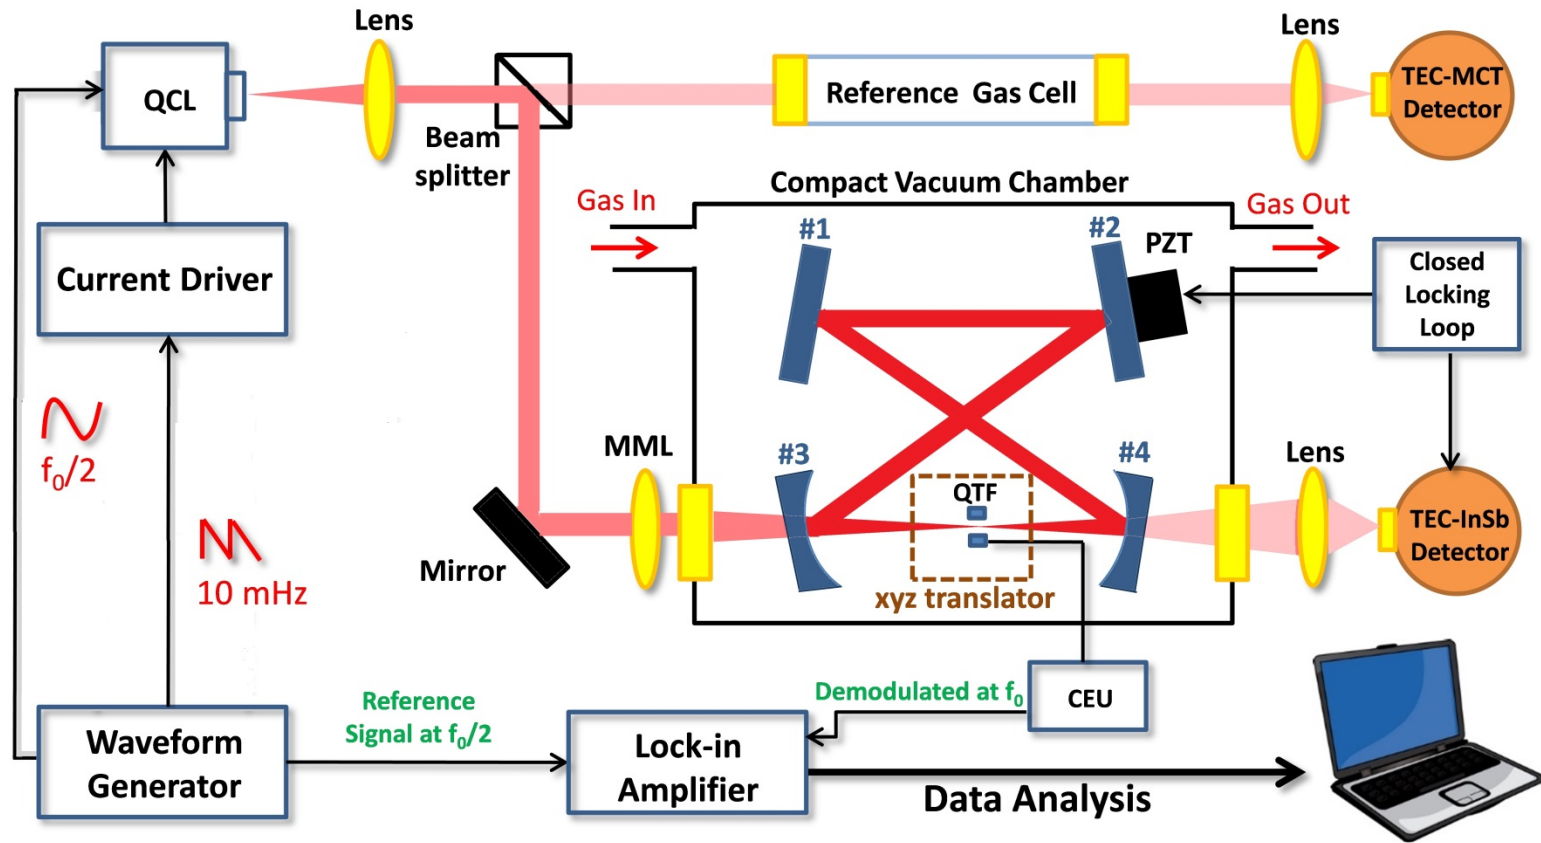 Lens
Lens
QCL
Beam
splitter
Reference Gas Cell
TEC-MCT
Detector
Compact Vacuum Chamber
Gas In
Gas Out
#1
#2
PZT
Current Driver
Closed
Locking
Loop
f₀/2
10 mHz
MML
#3
#4
QTF
Lens
Mirror
xyz translator
TEC-InSb
Detector
Reference
Signal at f₀/2
Demodulated at f₀
CEU
Waveform
Generator
Lock-in
Amplifier
Data Analysis